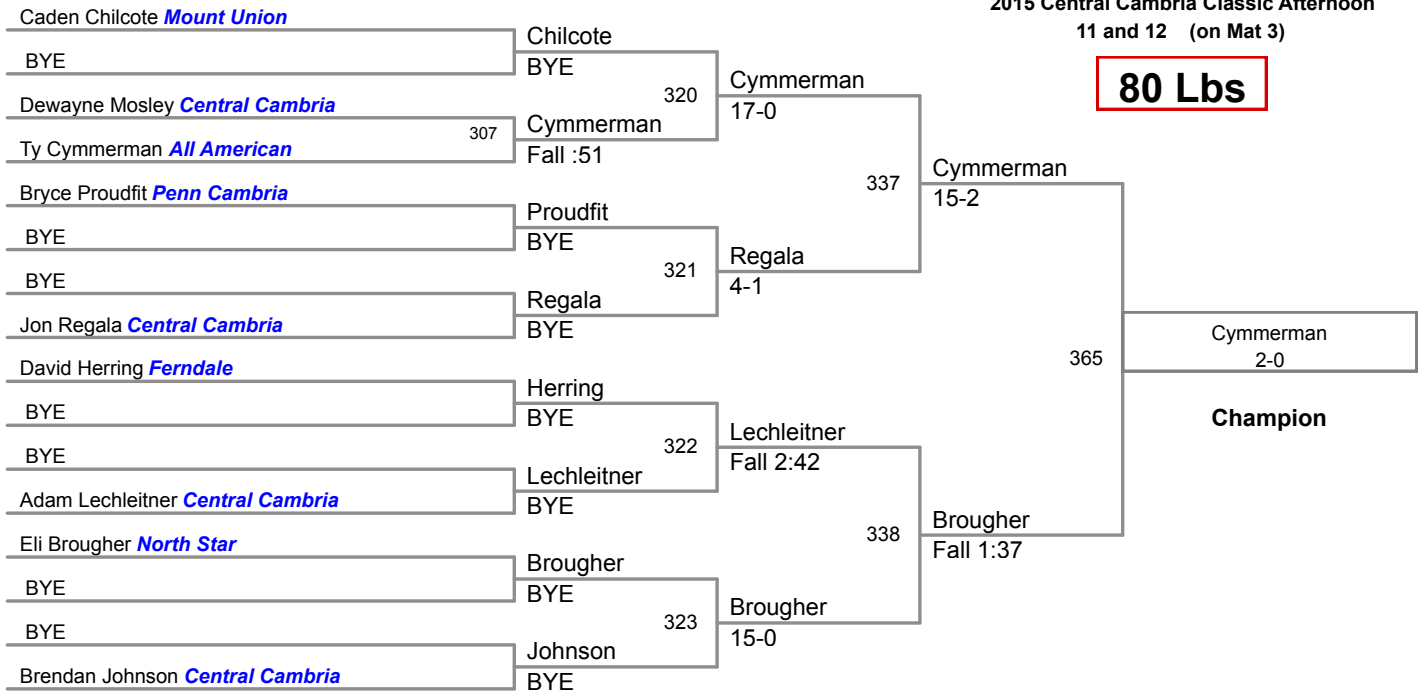 2015 Central Cambria Classic Afternoon
11 and 12 (on Mat 3)
80 Lbs
Caden Chilcote Mount Union
BYE
Dewayne Mosley Central Cambria
Ty Cymmerman All American
Bryce Proudfit Penn Cambria
BYE
BYE
Jon Regala Central Cambria
David Herring Ferndale
BYE
BYE
Adam Lechleitner Central Cambria
Eli Brougher North Star
BYE
BYE
Brendan Johnson Central Cambria
307
Chilcote
BYE
Cymmerman
Fall :51
Proudfit
BYE
Regala
BYE
Herring
BYE
Lechleitner
BYE
Brougher
BYE
Johnson
BYE
320
321
322
323
Cymmerman
17-0
Regala
4-1
Lechleitner
Fall 2:42
Brougher
15-0
337
338
Cymmerman
15-2
Brougher
Fall 1:37
365
Cymmerman
2-0
Champion